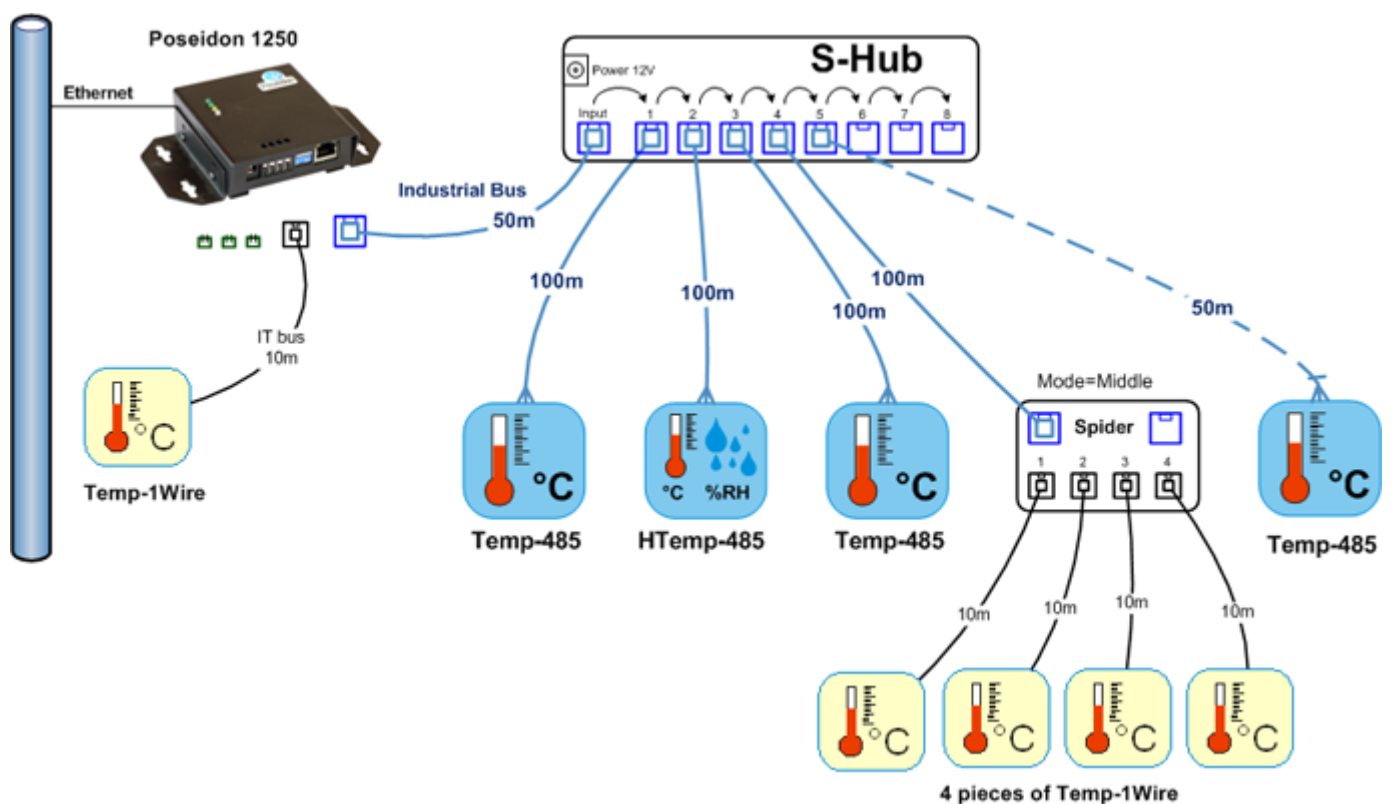 Poseidon 1250
Ethernet
S-Hub
Power 12V
Input
1
2
3
4
5
6
7
8
Industrial Bus
50m
IT bus
10m
100m
100m
100m
100m
50m
°C
Temp-1Wire
°C
Temp-485
°C
%RH
HTemp-485
°C
Temp-485
Mode=Middle
Spider
1
2
3
4
°C
Temp-485
10m
10m
10m
10m
°C
°C
°C
°C
4 pieces of Temp-1Wire